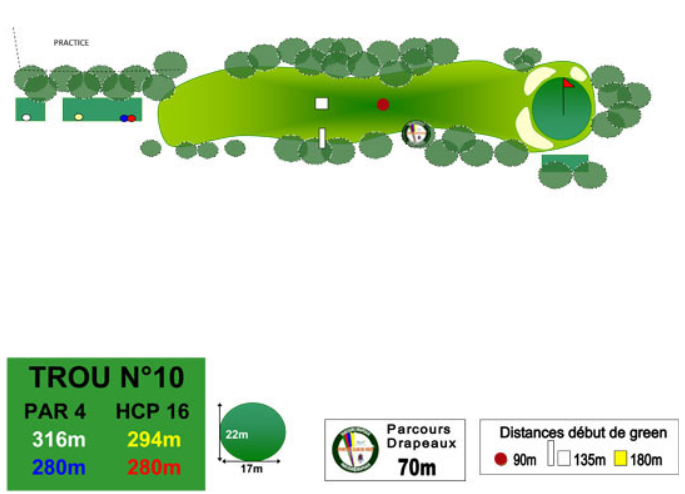 PRACTICE
TROU N°10
PAR 4 HCP 16
316m 294m
280m 280m
22m
17m
Parcours
Drapeaux
70m
Distances début de green
90m 135m 180m